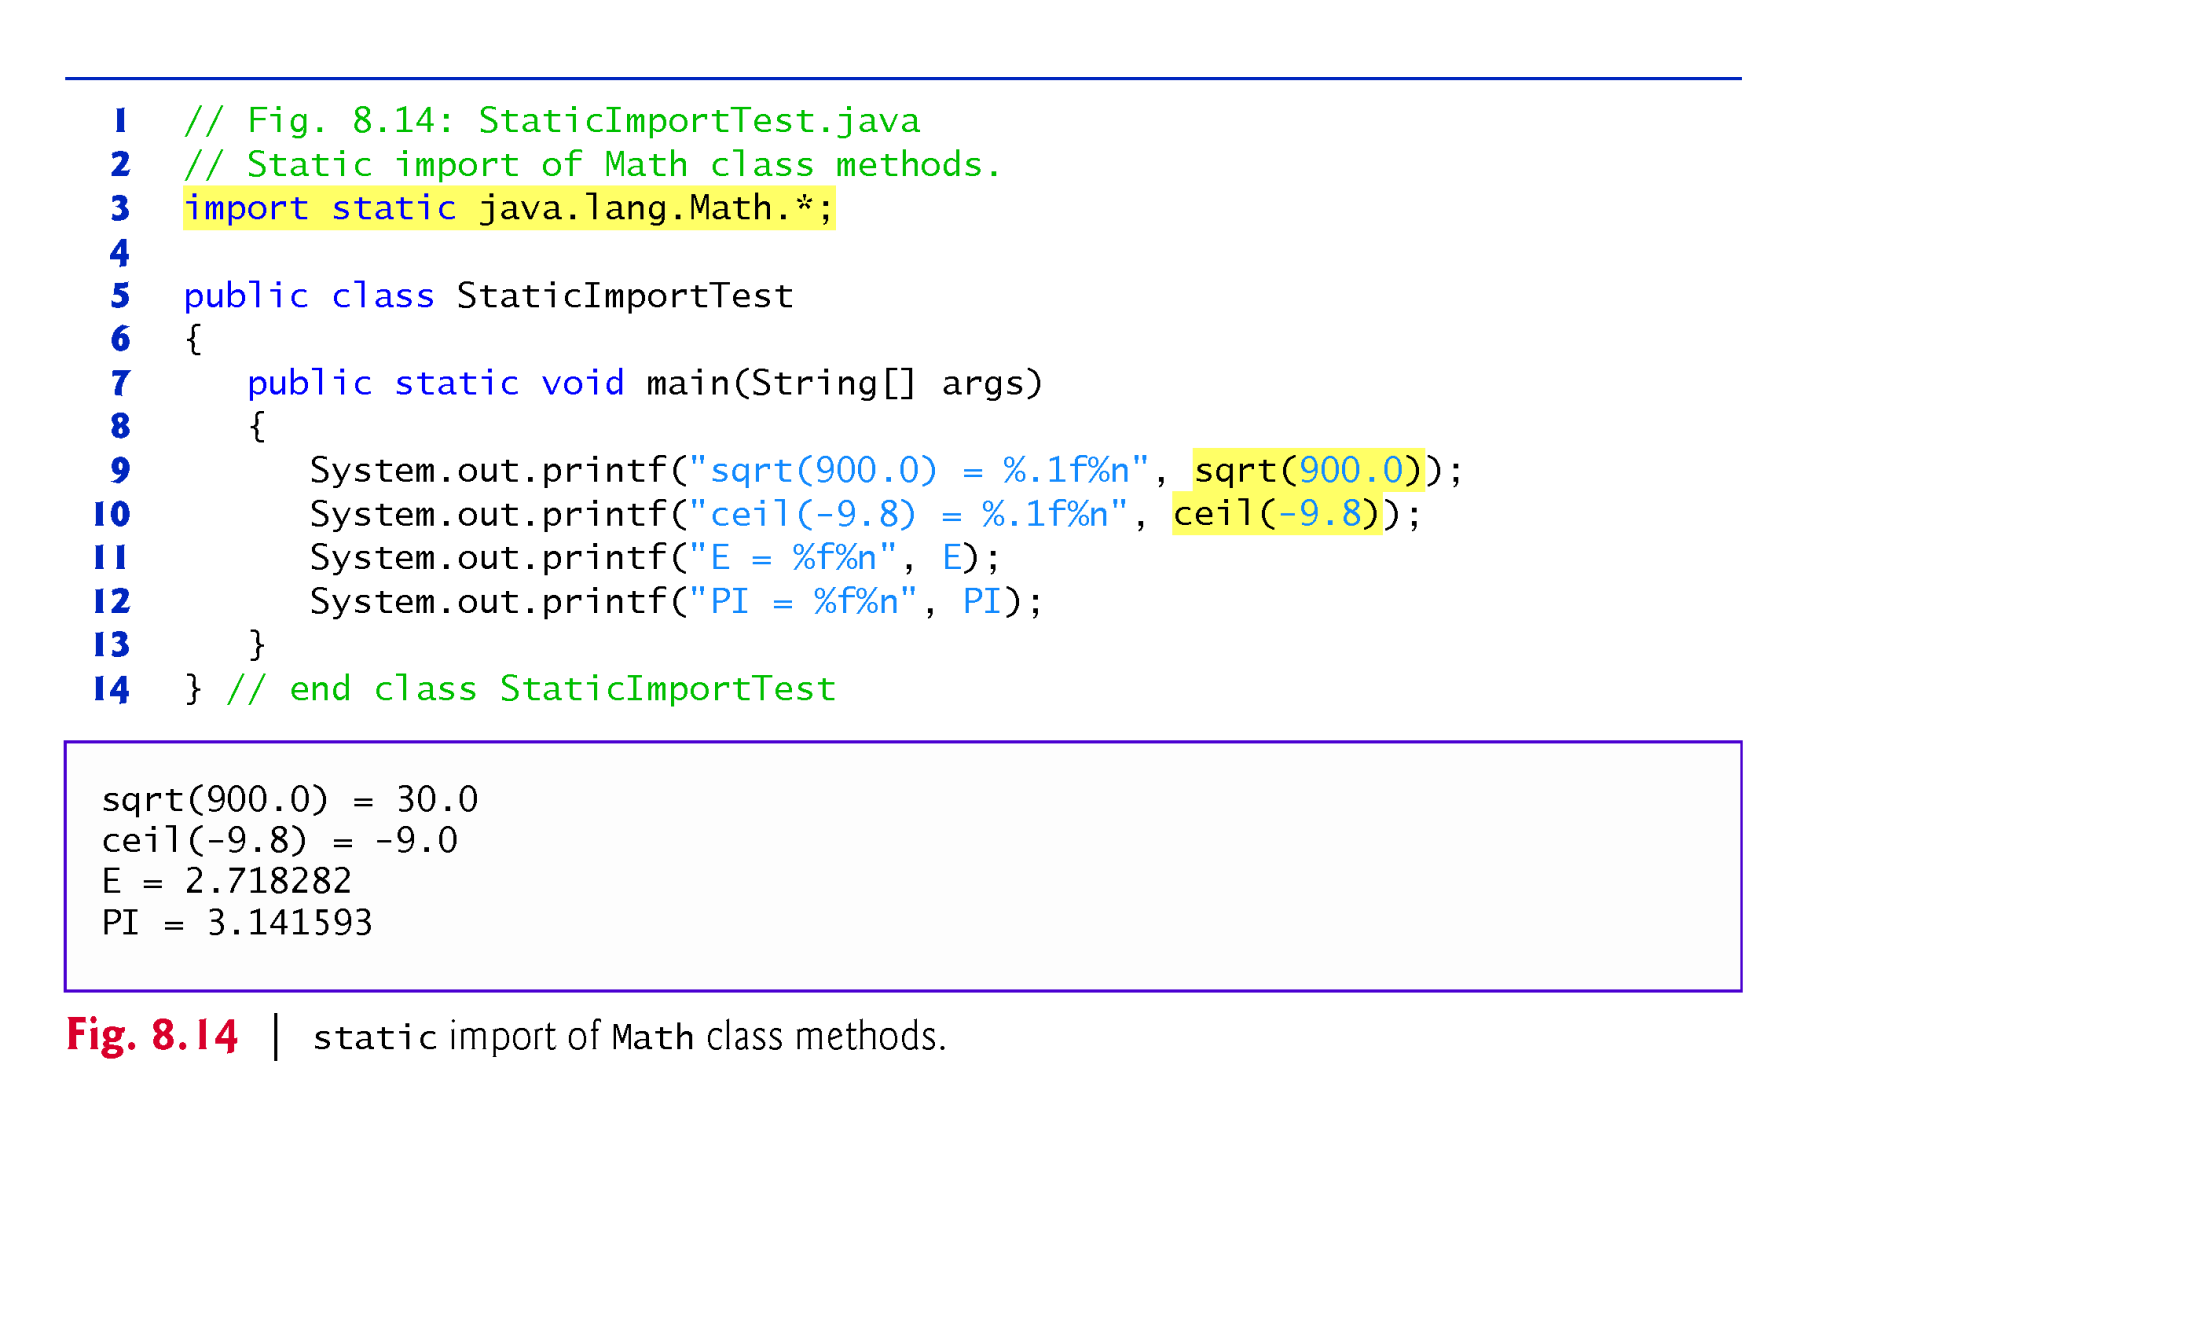 1 // Fig. 8.14: StaticImportTest.java
2 // Static import of Math class methods.
3 import static java.lang.Math.*;
4
5 public class StaticImportTest
6 {
7    public static void main(String[] args)
8    {
9       System.out.printf("sqrt(900.0) = %.1f%n", sqrt(900.0));
10       System.out.printf("ceil(-9.8) = %.1f%n", ceil(-9.8));
11       System.out.printf("E = %f%n", E);
12       System.out.printf("PI = %f%n", PI);
13    }
14 } // end class StaticImportTest
sqrt(900.0) = 30.0
ceil(-9.8) = -9.0
E = 2.718282
PI = 3.141593
Fig. 8.14 | static import of Math class methods.